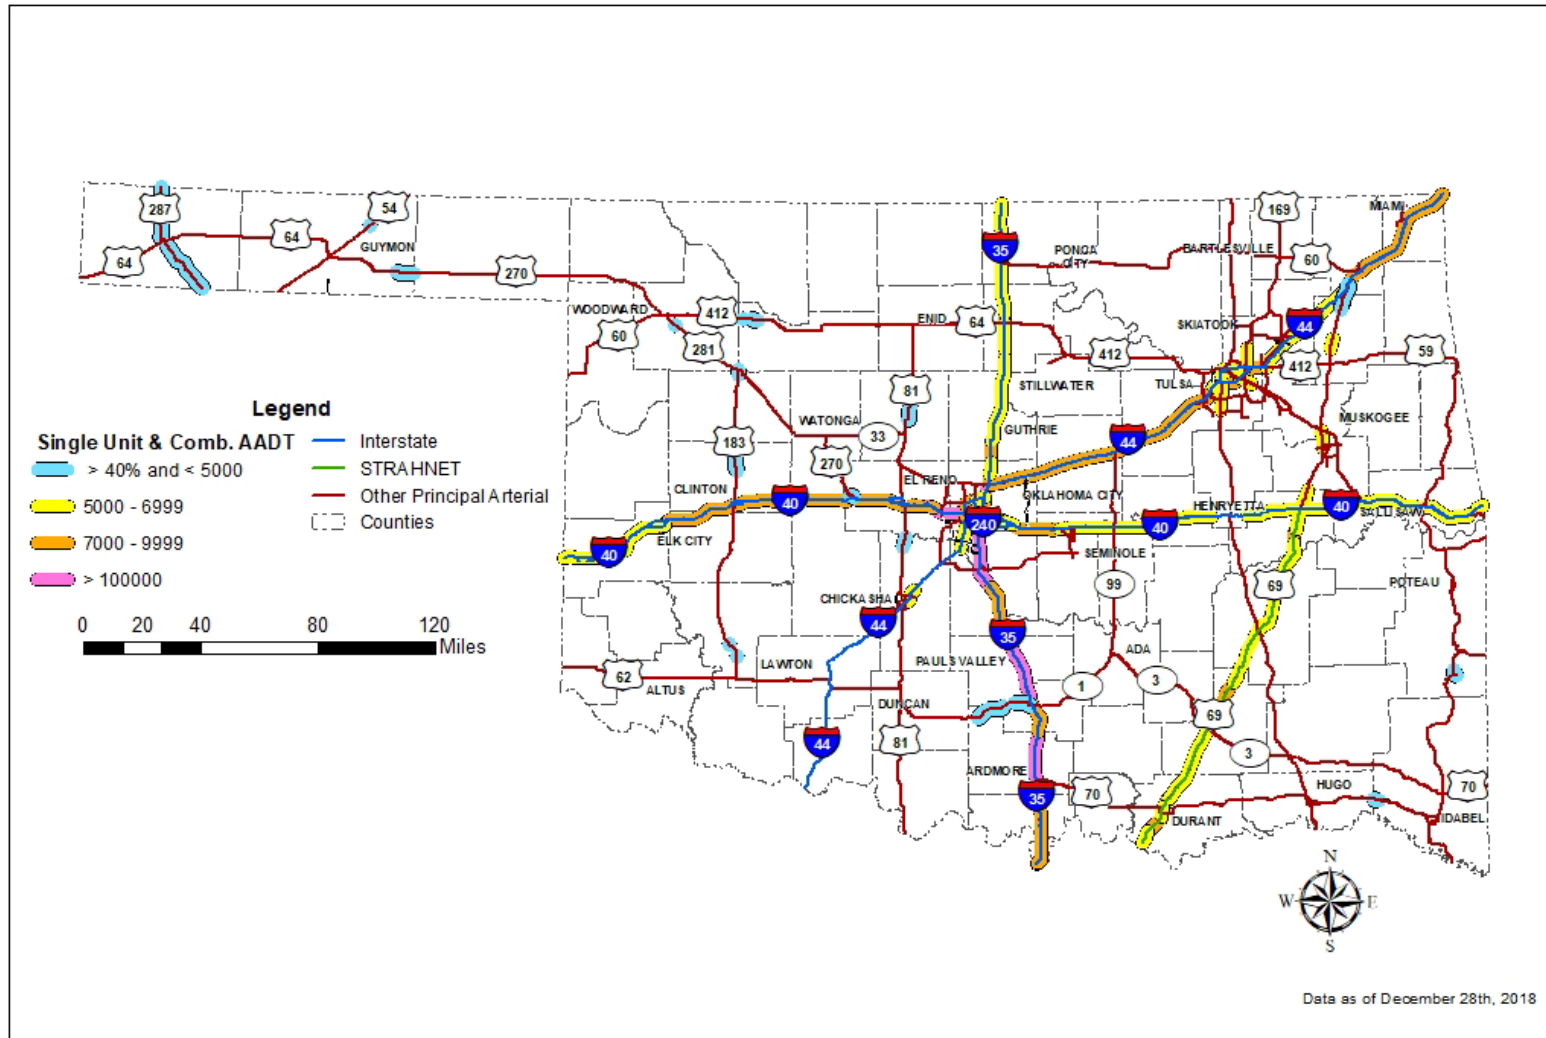 287
54
64
64
GUYMON
270
35
169
MIAMI
PONCA
CITY
BARTLESVILLE
60
WOODWARD
412
60
281
ENID
64
SKIATOOK
44
412
TULSA
412
59
81
STILLWATER
WATONGA
33
GUTHRIE
44
MUSKOGEE
183
270
EL RENO
CLINTON
40
OKLAHOMA CITY
HENRYETTA
40
SALLISAW
240
40
ELK CITY
40
SEMINOLE
99
69
POTEAU
CHICKASHA
44
35
PAULS VALLEY
ADA
LAWTON
62
ALTUS
1
3
DUNCAN
69
44
81
3
ARDMORE
35
70
HUGO
70
DURANT
IDABEL
Legend
Single Unit & Comb. AADT
> 40% and < 5000
5000 - 6999
7000 - 9999
> 100000
Interstate
STRAHNET
Other Principal Arterial
Counties
0 20 40 80 120
Miles
N
W E
S
Data as of December 28th, 2018